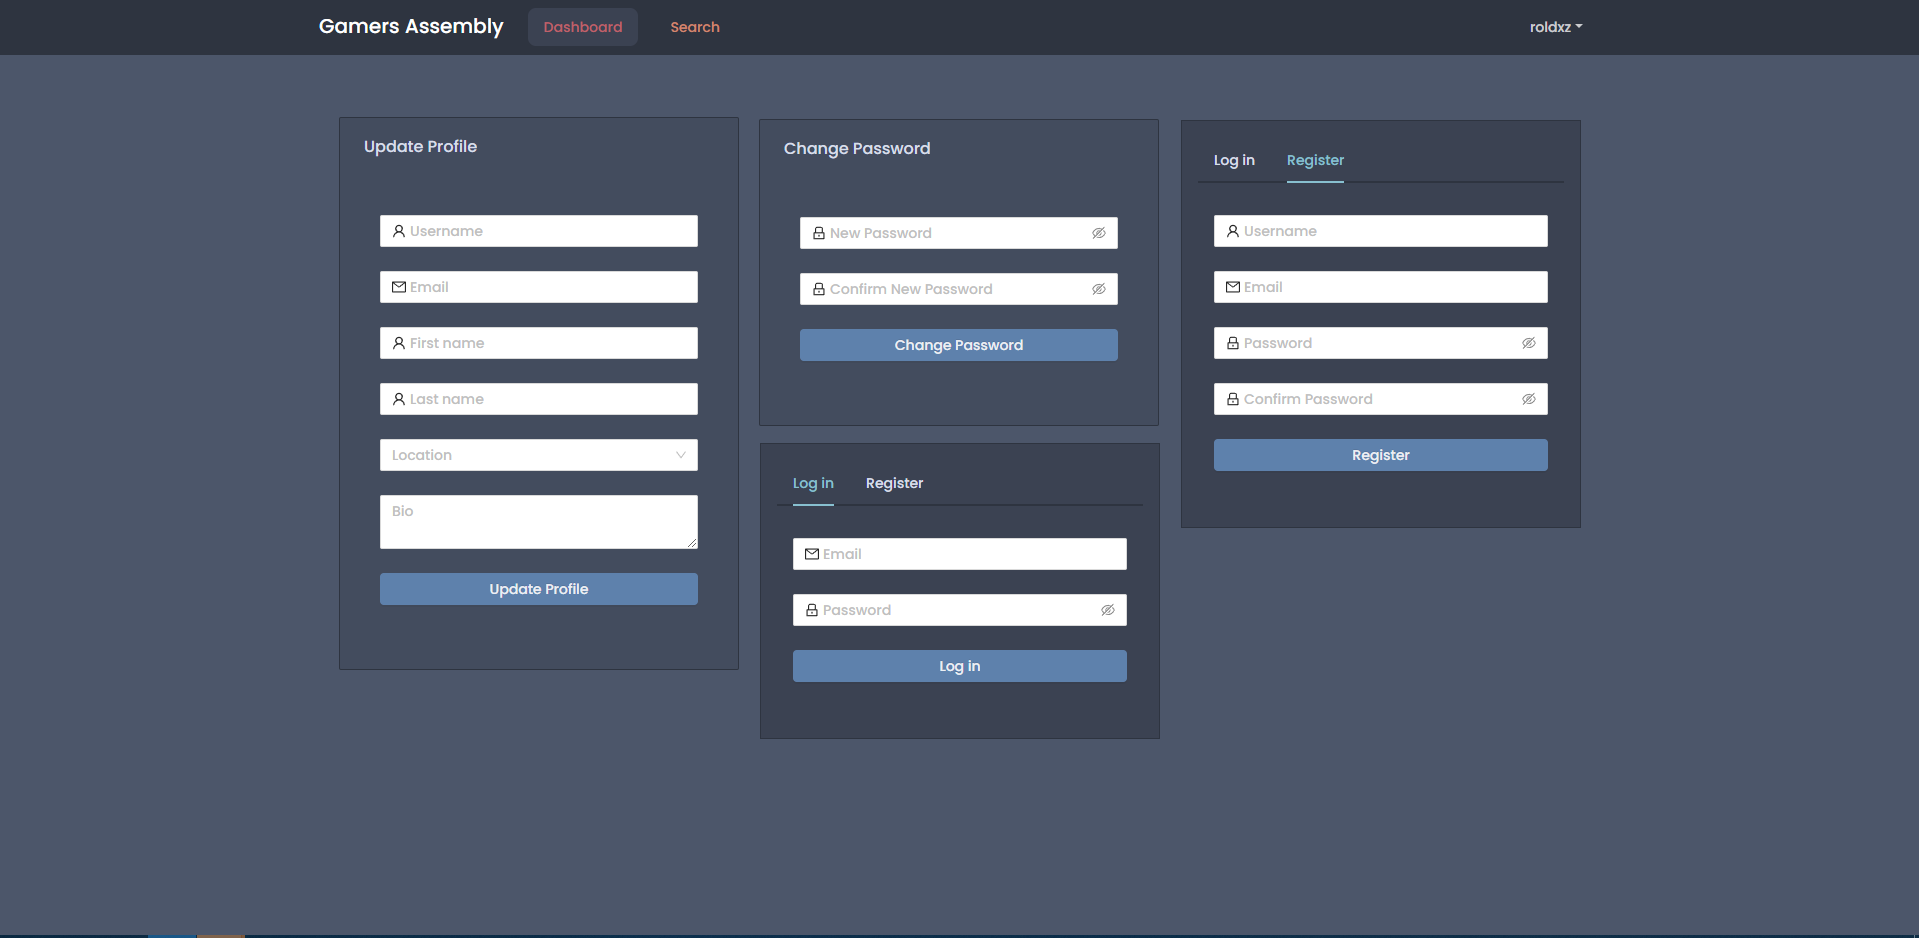 Gamers Assembly
Dashboard
Search
roldxz
Update Profile
Username
Email
First name
Last name
Location
Bio
Update Profile
Change Password
New Password
Confirm New Password
Change Password
Log in Register
Email
Password
Log in
Log in Register
Username
Email
Password
Confirm Password
Register